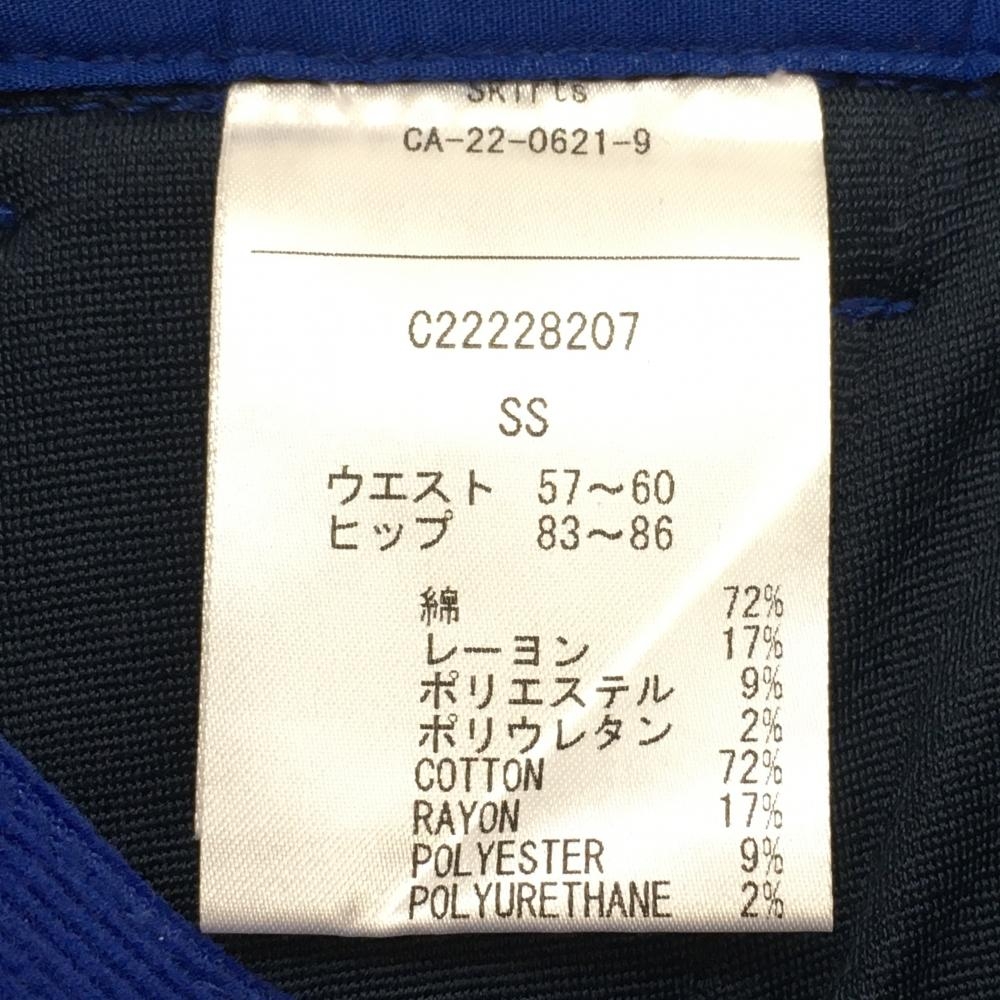 Skirts
CA-22-0621-9
C22228207
SS
ウエスト 57～60
ヒップ 83～86
綿 72%
レーヨン 17%
ポリエステル 9%
ポリウレタン 2%
COTTON 72%
RAYON 17%
POLYESTER 9%
POLYURETHANE 2%